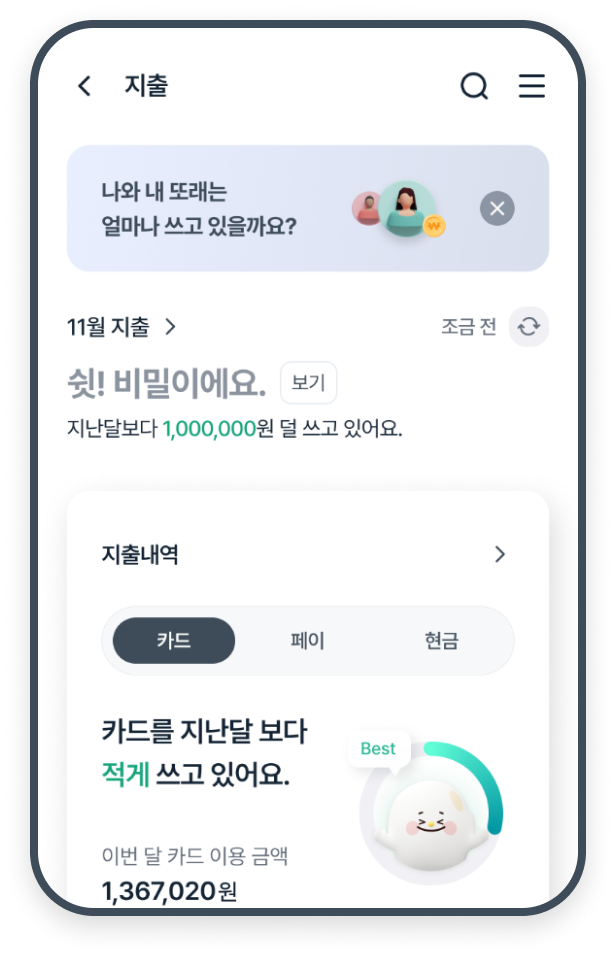 지출
나와 내 또래는
얼마나 쓰고 있을까요?
11월 지출
조금 전
쉿! 비밀이에요.
보기
지난달보다 1,000,000원 덜 쓰고 있어요.
지출내역
카드
페이
현금
카드를 지난달 보다
적게 쓰고 있어요.
Best
이번 달 카드 이용 금액
1,367,020원